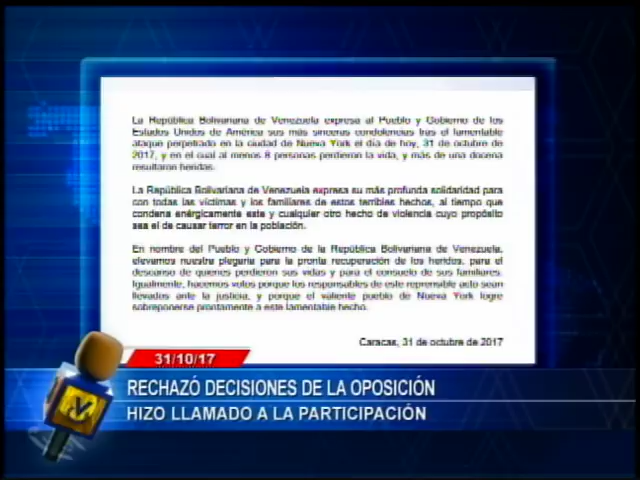 La República Bolivariana de Venezuela expresa al Pueblo y Gobierno de los
Estados Unidos de América sus más sinceras condolencias tras el lamentable
ataque perpetrado en la ciudad de Nueva York el día de hoy, 31 de octubre de
2017, y en el cual al menos 8 personas perdieron la vida, y más de una docena
resultaron heridas.
La República Bolivariana de Venezuela expresa su más profunda solidaridad para
con todas las víctimas y los familiares de estos terribles hechos, al tiempo que
condena enérgicamente este y cualquier otro hecho de violencia cuyo propósito
sea el de causar terror en la población.
En nombre del Pueblo y Gobierno de la República Bolivariana de Venezuela,
elevamos nuestra plegaria para la pronta recuperación de los heridos, para el
descanso de quienes perdieron sus vidas y para el consuelo de sus familiares.
Igualmente, hacemos votos porque los responsables de este reprensible acto sean
llevados ante la justicia, y porque el valiente pueblo de Nueva York logre
sobreponerse prontamente a este lamentable hecho.
Caracas, 31 de octubre de 2017
31/10/17
RECHAZÓ DECISIONES DE LA OPOSICIÓN
HIZO LLAMADO A LA PARTICIPACIÓN